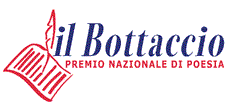 il Bottaccio
PREMIO NAZIONALE DI POESIA